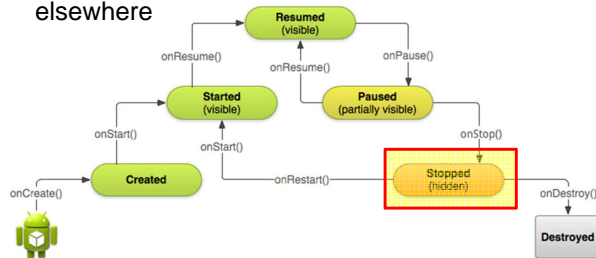 elsewhere
Resumed
(visible)
onResume()
onPause()
onResume()
Started
(visible)
Paused
(partially visible)
onStart()
onStart()
onStop()
Created
onRestart()
Stopped
(hidden)
onCreate()
onDestroy()
Destroyed